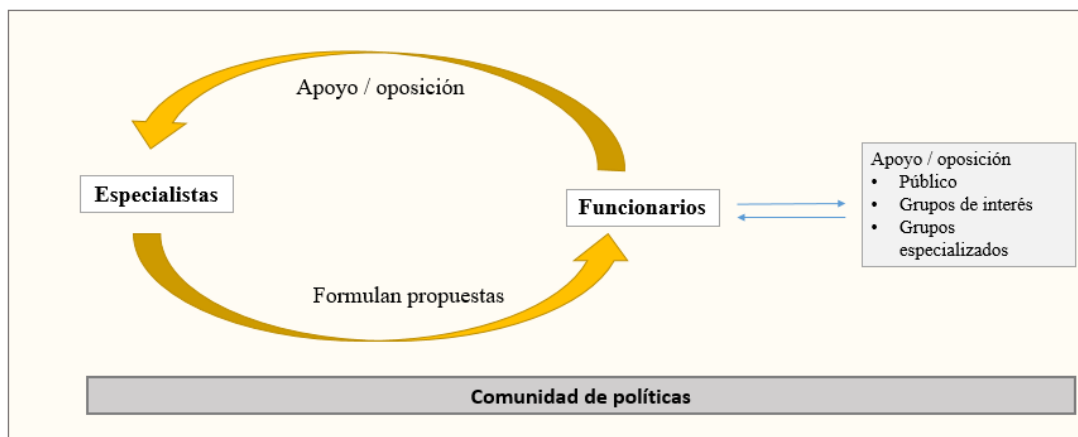 Apoyo / oposición
Especialistas
Funcionarios
Formulan propuestas
Apoyo / oposición
• Público
• Grupos de interés
• Grupos
especializados
Comunidad de políticas